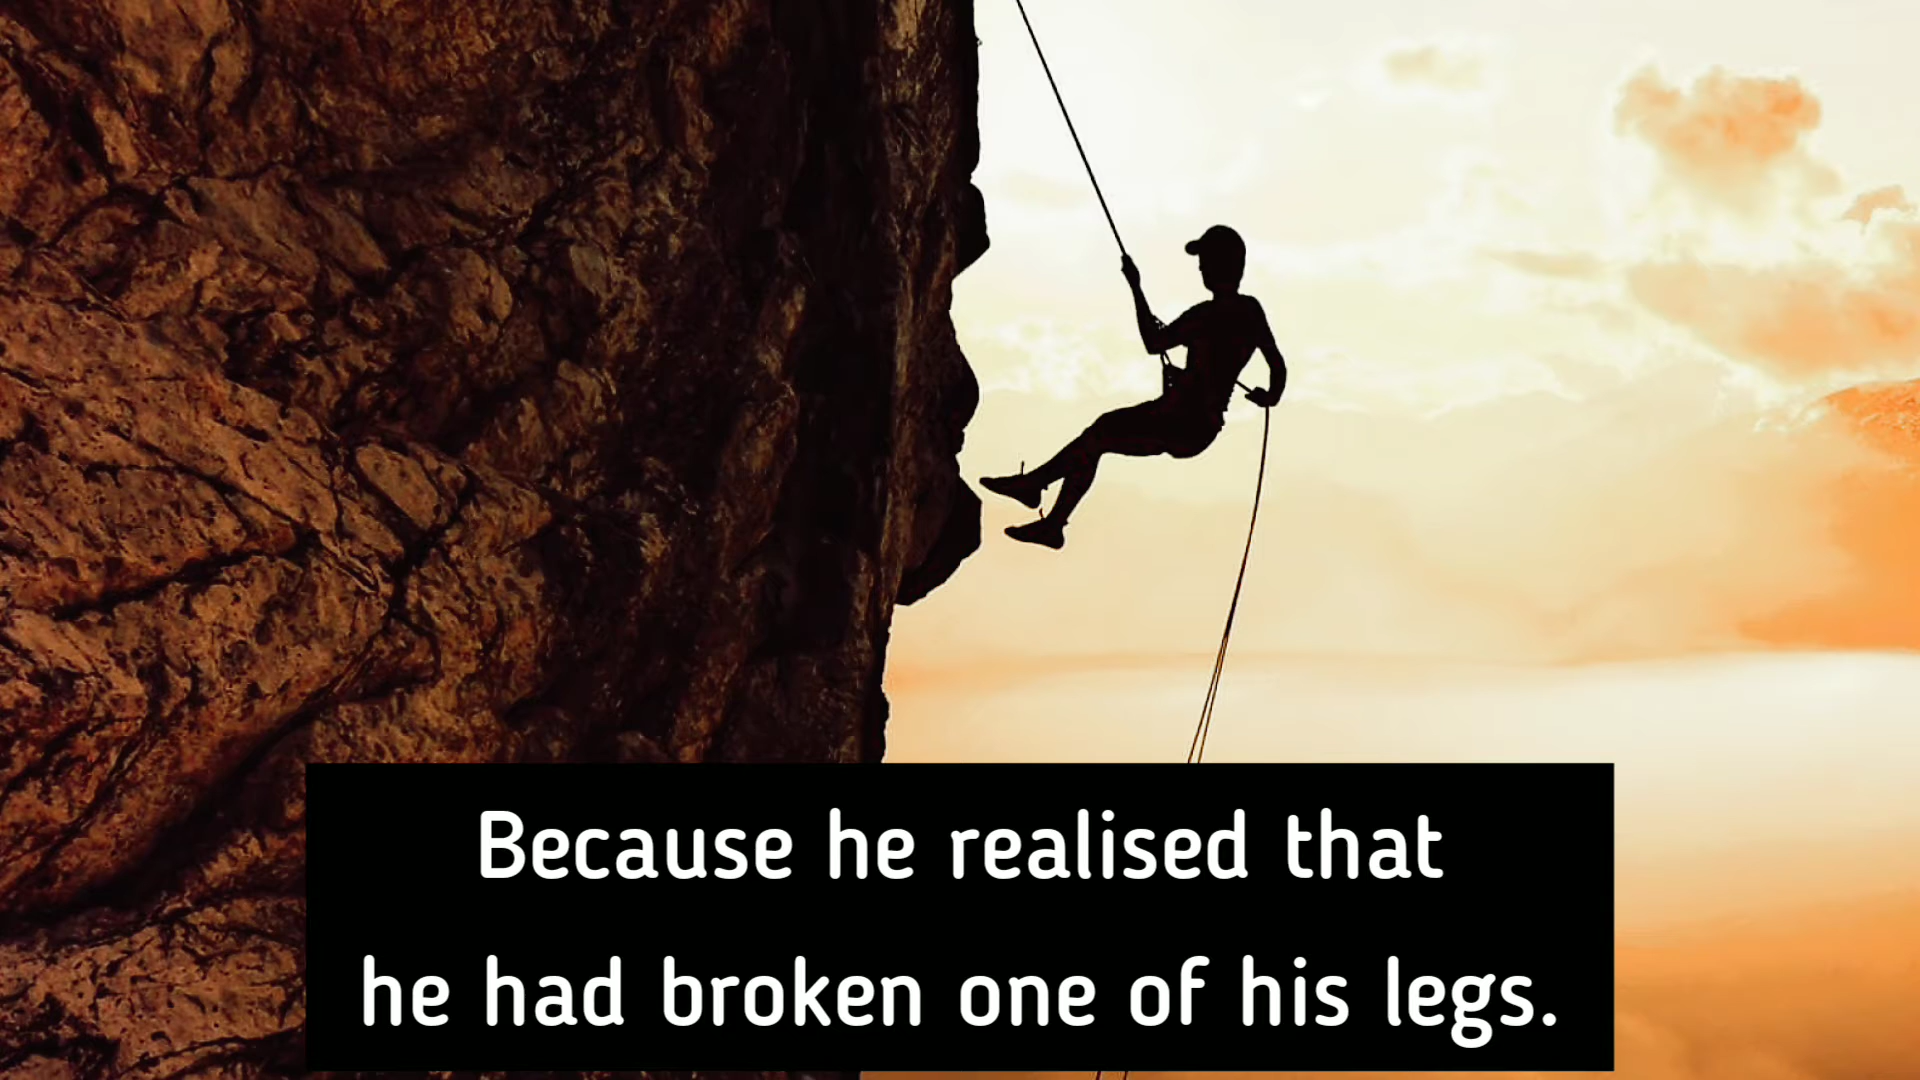 Because he realised that
he had broken one of his legs.